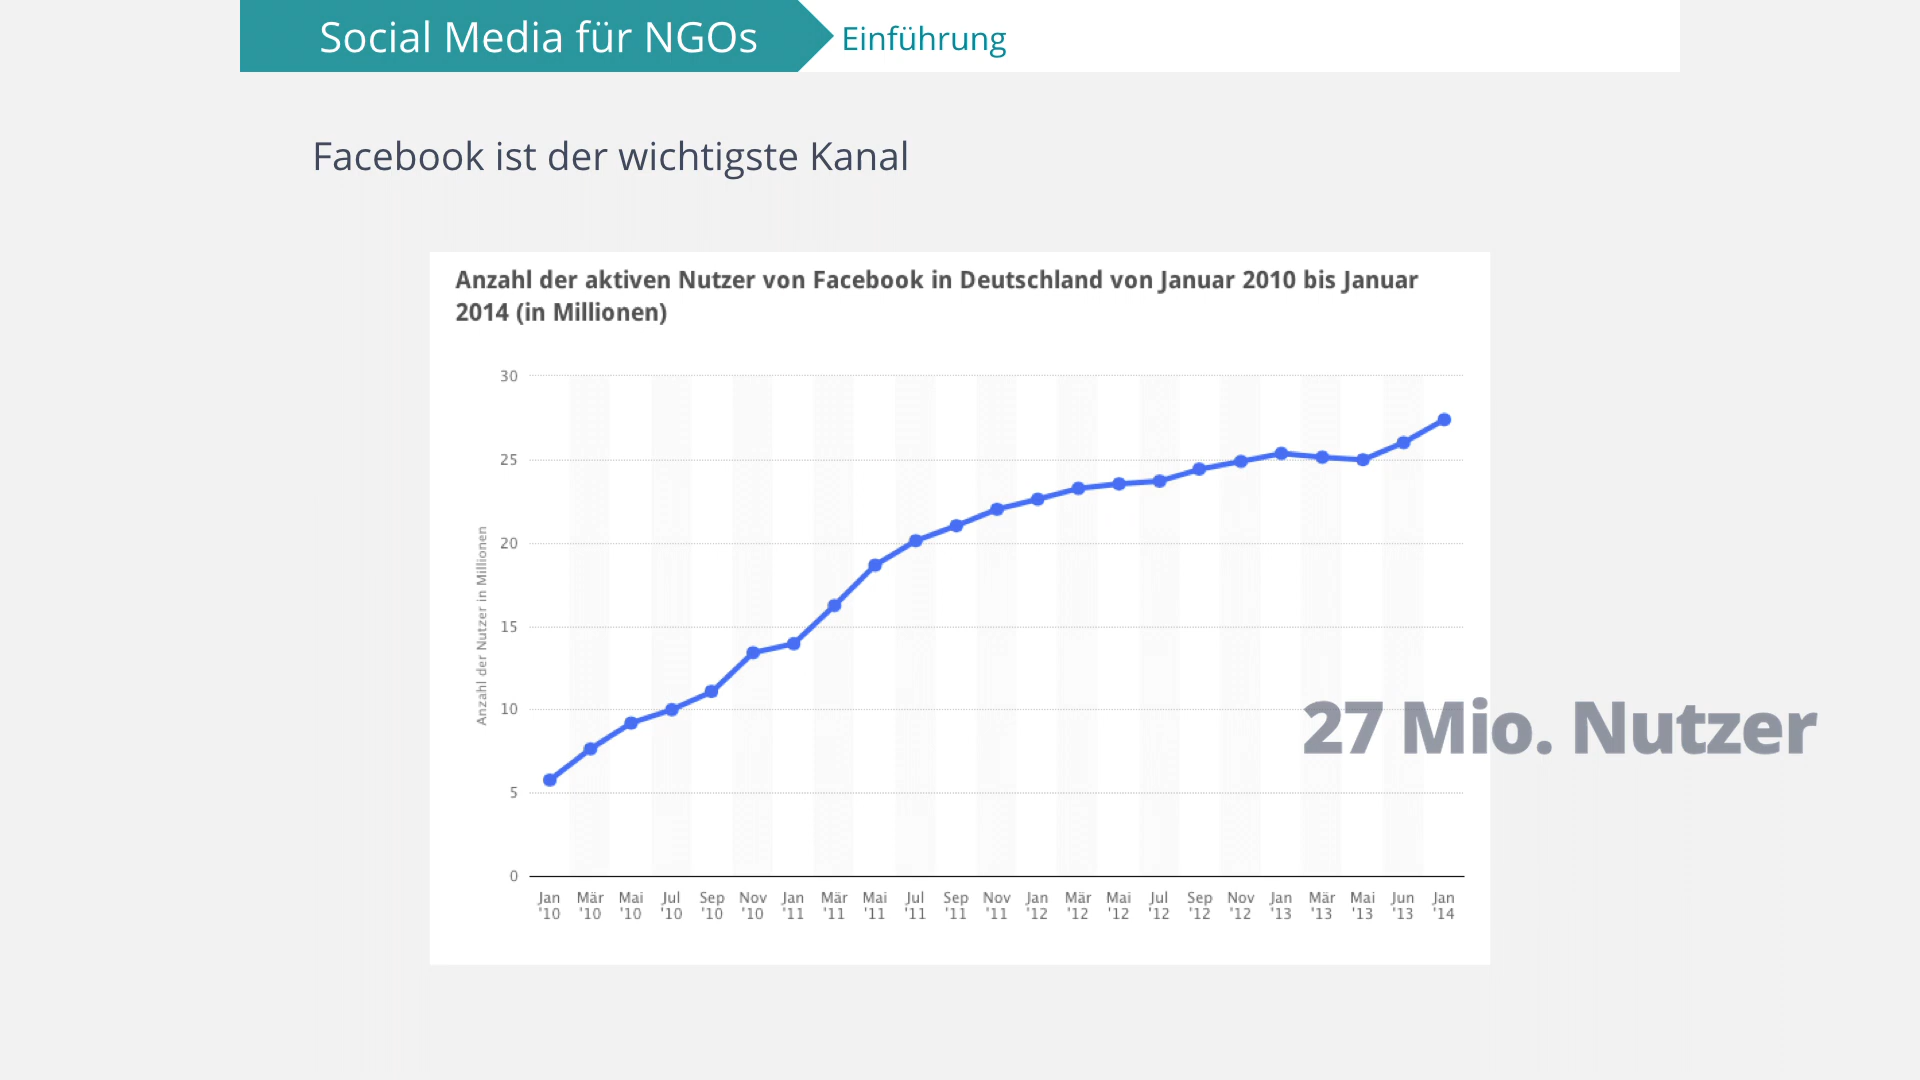 Social Media für NGOs
Einführung
Facebook ist der wichtigste Kanal
Anzahl der aktiven Nutzer von Facebook in Deutschland von Januar 2010 bis Januar
2014 (in Millionen)
Anzahl der Nutzer in Millionen
30
25
20
15
10
5
0
27 Mio. Nutzer
Jan Mär Mai Jul Sep Nov Jan Mär Mai Jul Sep Nov Jan Mär Mai Jul Sep Nov Jan Mär Mai Jun Jan
'10 '10 '10 '10 '10 '10 '11 '11 '11 '11 '11 '11 '12 '12 '12 '12 '12 '12 '13 '13 '13 '13 '14